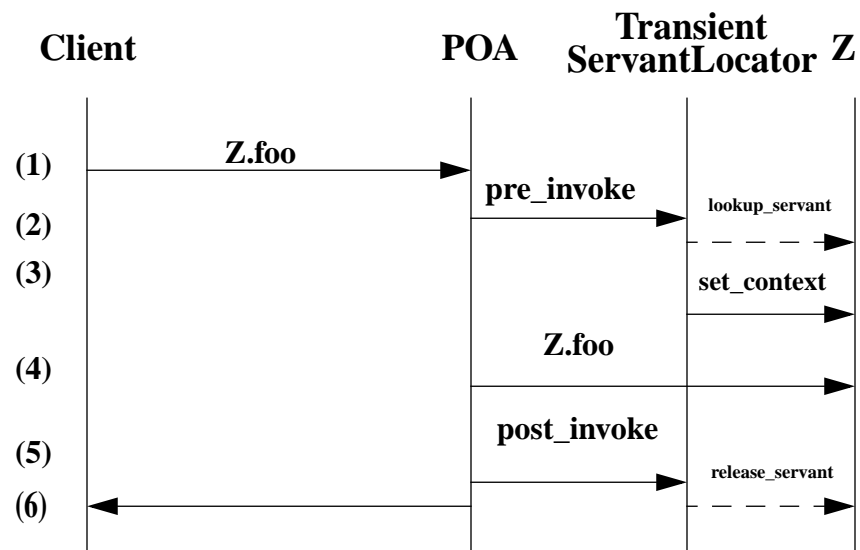 Client
POA
Transient
ServantLocator
Z
(1)
Z.foo
pre_invoke
(2)
lookup_servant
(3)
set_context
Z.foo
(4)
post_invoke
(5)
release_servant
(6)